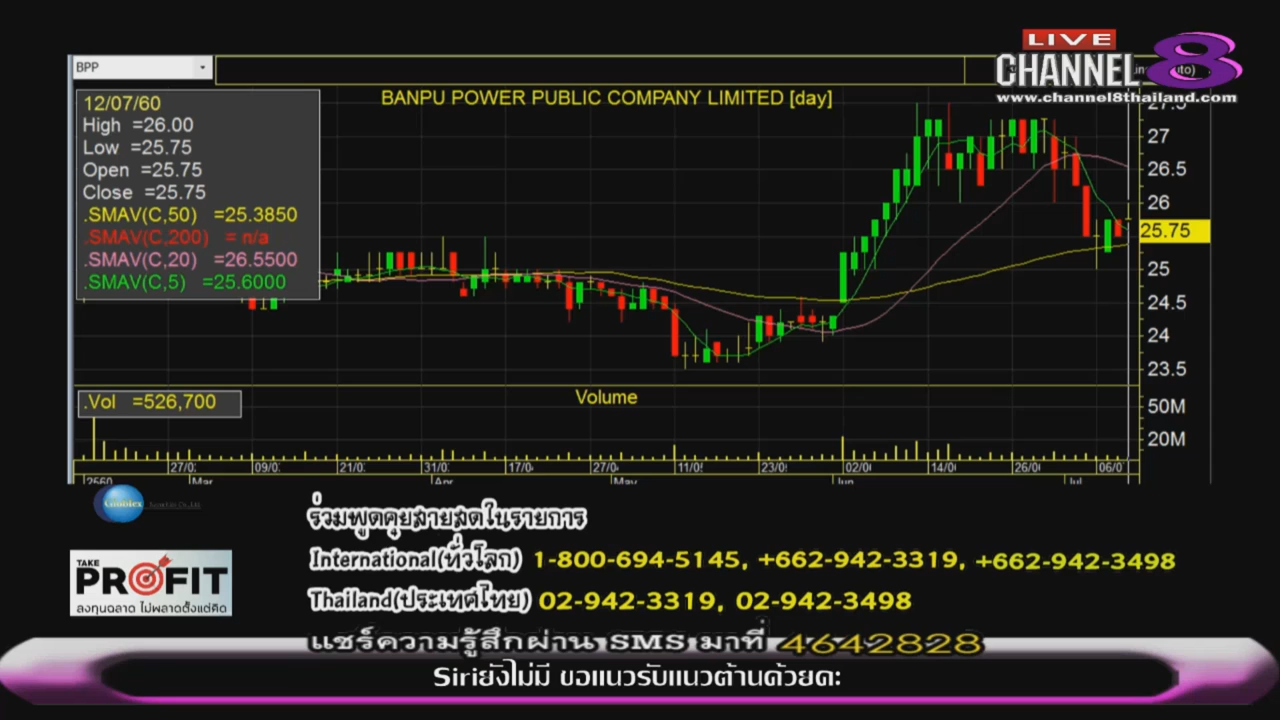 LIVE
CHANNEL 8
www.channel8thailand.com
BPP
BANPU POWER PUBLIC COMPANY LIMITED [day]
12/07/60
High =26.00
Low =25.75
Open =25.75
Close =25.75
.SMAV(C,50) =25.3850
.SMAV(C,200) = n/a
.SMAV(C,20) =26.5500
.SMAV(C,5) =25.6000
27.5
27
26.5
26
25.75
25
24.5
24
23.5
.Vol =526,700
Volume
50M
20M
27/0 09/0 21/0 31/0 17/0 27/0 11/0 23/0 02/0 14/0 26/0 06/0
2560 Mar Apr May Jun Jul
ร่วมพูดคุยสายสดในรายการ
International(ทั่วโลก) 1-800-694-5145, +662-942-3319, +662-942-3498
TAKE
PROFIT
ลงทุนฉลาด ไม่พลาดตั้งแต่คิด
Thailand(ประเทศไทย) 02-942-3319, 02-942-3498
แชร์ความรู้สึกผ่าน SMS มาที่ 4642828
Siriยังไม่มี ขอแนวรับแนวต้านด้วยคะ